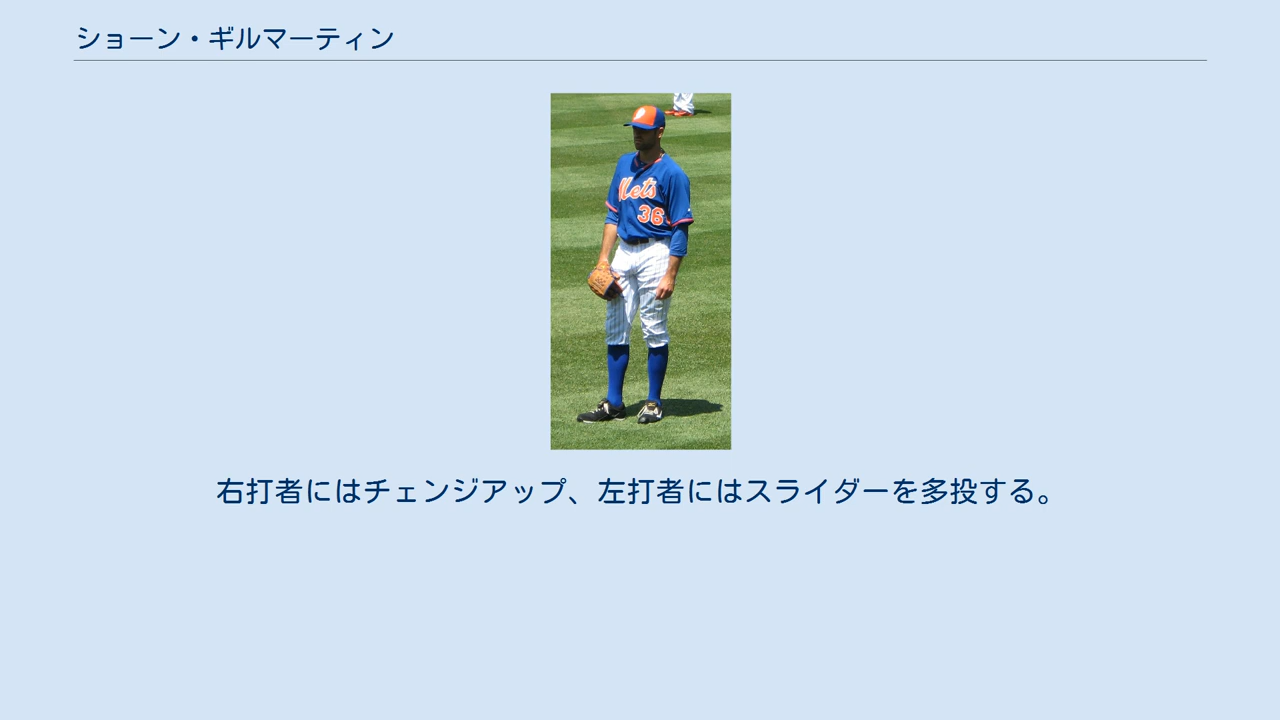 ショーン・ギルマーティン
Mets
36
右打者にはチェンジアップ、左打者にはスライダーを多投する。